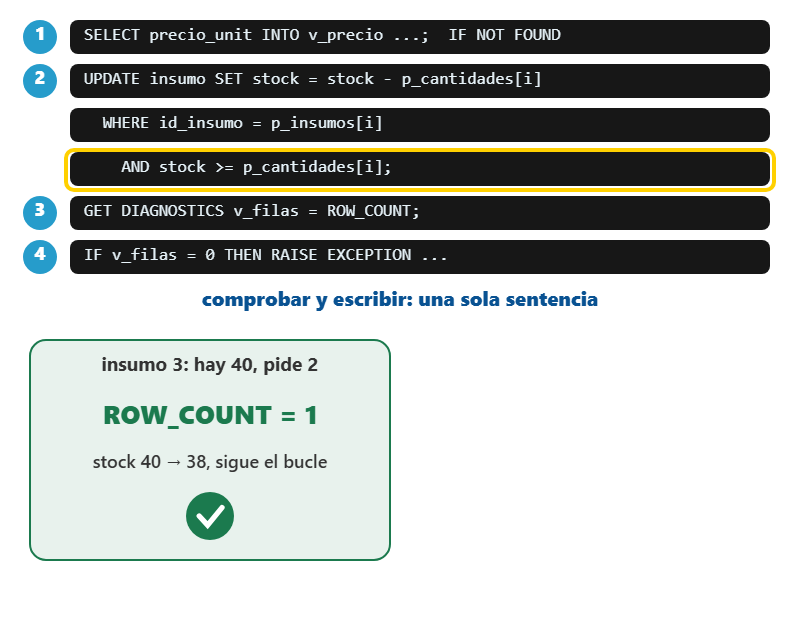 1 SELECT precio_unit INTO v_precio ...;  IF NOT FOUND
2 UPDATE insumo SET stock = stock - p_cantidades[i]
WHERE id_insumo = p_insumos[i]
AND stock >= p_cantidades[i];
3 GET DIAGNOSTICS v_filas = ROW_COUNT;
4 IF v_filas = 0 THEN RAISE EXCEPTION ...
comprobar y escribir: una sola sentencia
insumo 3: hay 40, pide 2
ROW_COUNT = 1
stock 40 → 38, sigue el bucle